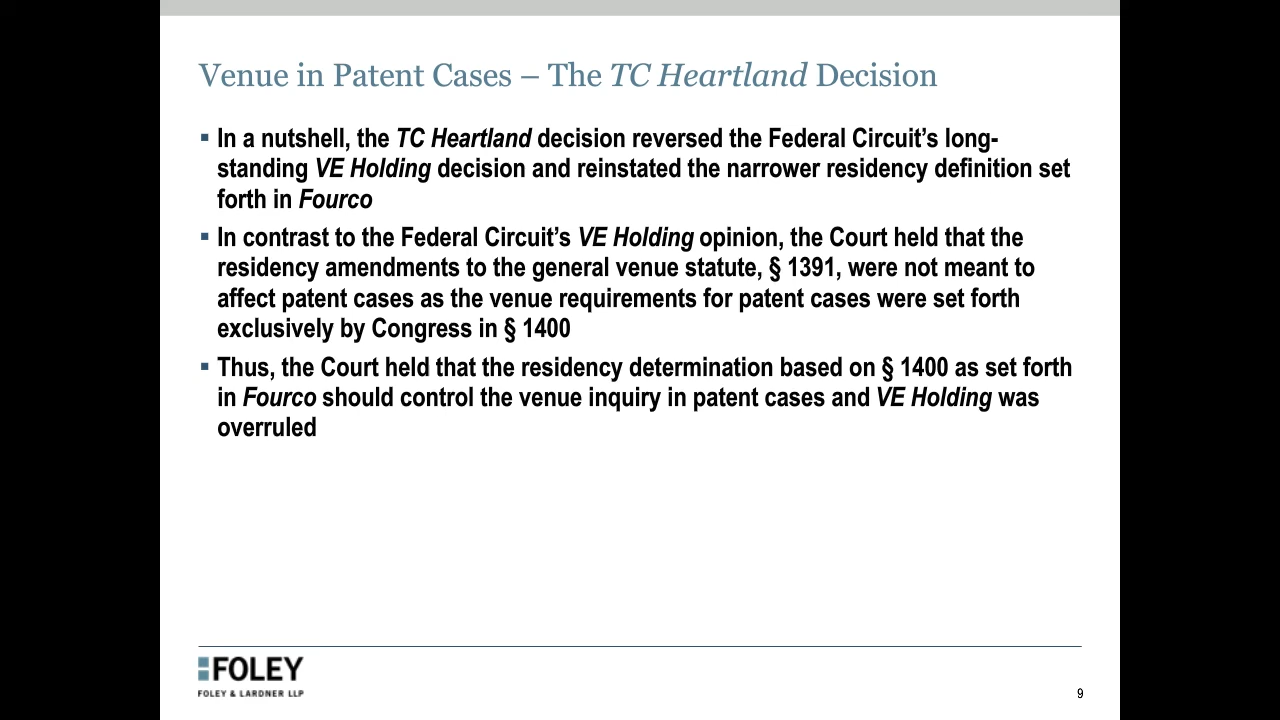 Venue in Patent Cases – The TC Heartland Decision
▪ In a nutshell, the TC Heartland decision reversed the Federal Circuit’s long-
standing VE Holding decision and reinstated the narrower residency definition set
forth in Fourco
▪ In contrast to the Federal Circuit’s VE Holding opinion, the Court held that the
residency amendments to the general venue statute, § 1391, were not meant to
affect patent cases as the venue requirements for patent cases were set forth
exclusively by Congress in § 1400
▪ Thus, the Court held that the residency determination based on § 1400 as set forth
in Fourco should control the venue inquiry in patent cases and VE Holding was
overruled
FOLEY
FOLEY & LARDNER LLP
9